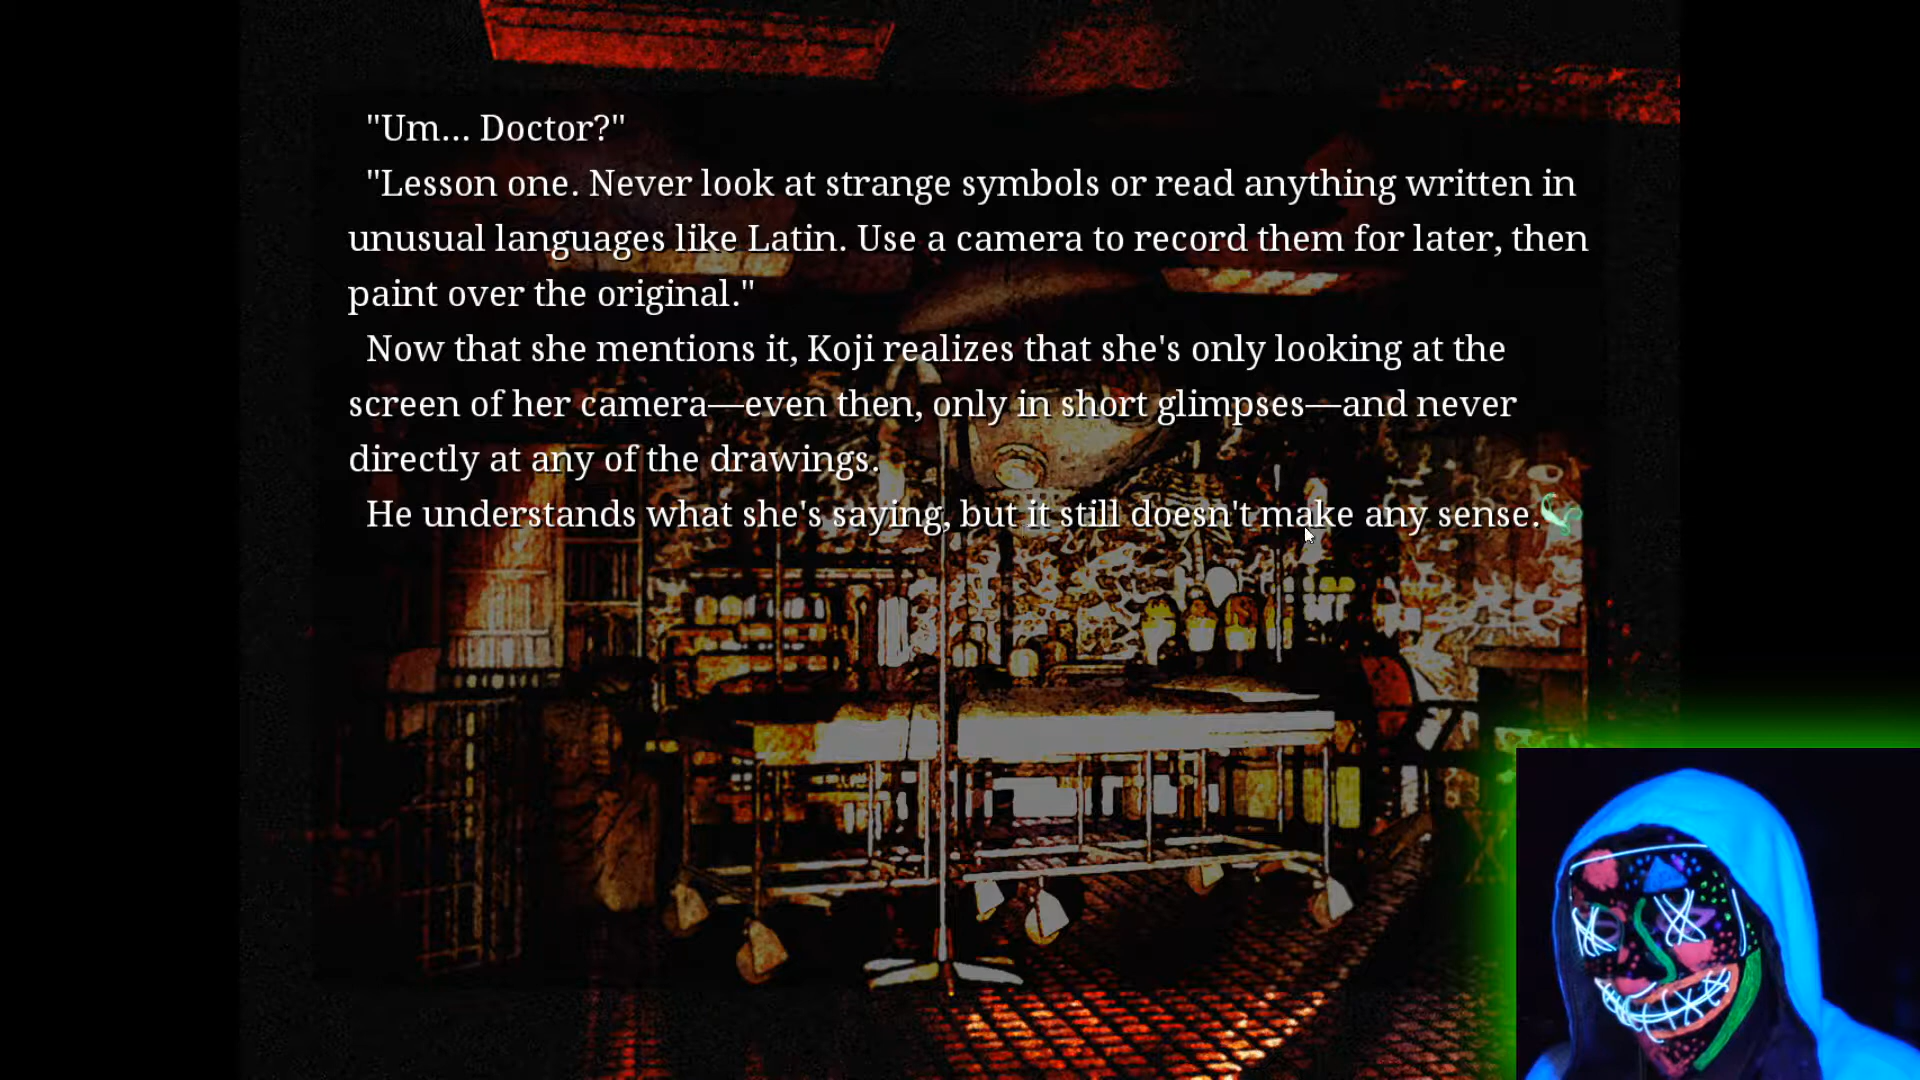 "Um... Doctor?"
"Lesson one. Never look at strange symbols or read anything written in
unusual languages like Latin. Use a camera to record them for later, then
paint over the original."
Now that she mentions it, Koji realizes that she's only looking at the
screen of her camera—even then, only in short glimpses—and never
directly at any of the drawings.
He understands what she's saying, but it still doesn't make any sense.